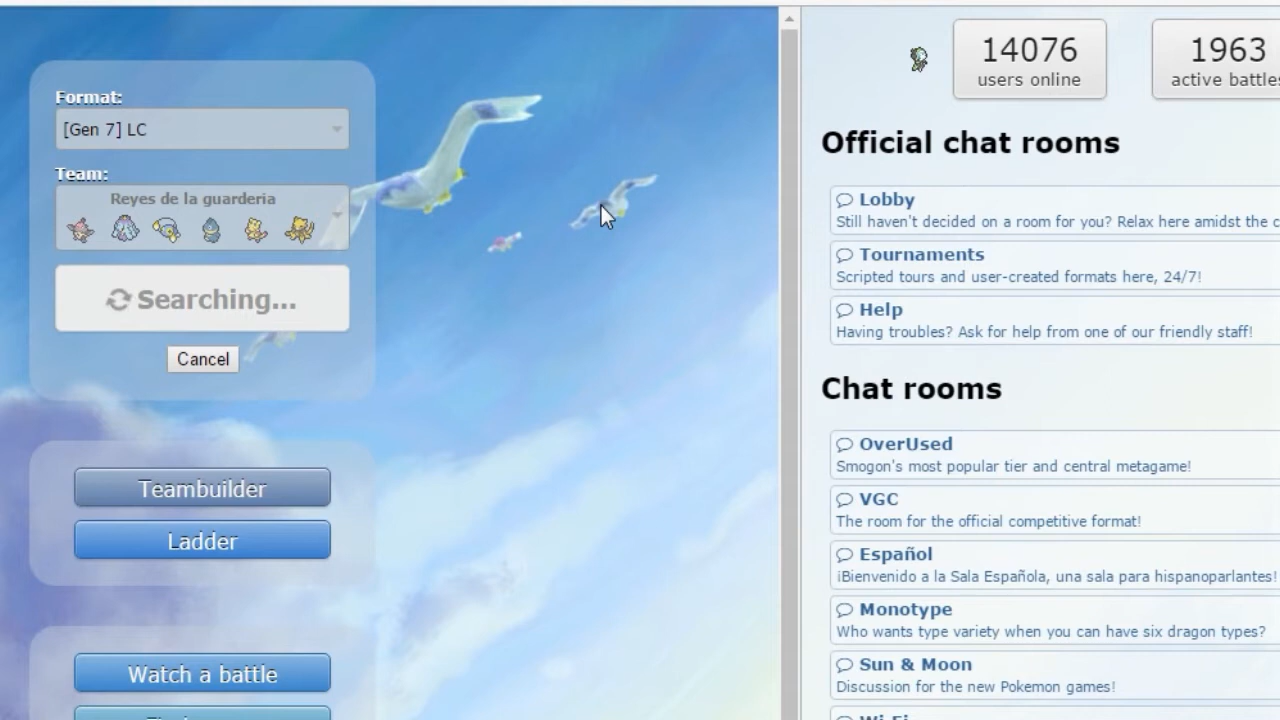 Format:
[Gen 7] LC
Team:
Reyes de la guarderia
Searching...
Cancel
Teambuilder
Ladder
Watch a battle
14076
users online
1963
active battles
Official chat rooms
Lobby
Still haven't decided on a room for you? Relax here amidst the c
Tournaments
Scripted tours and user-created formats here, 24/7!
Help
Having troubles? Ask for help from one of our friendly staff!
Chat rooms
OverUsed
Smogon's most popular tier and central metagame!
VGC
The room for the official competitive format!
Español
¡Bienvenido a la Sala Española, una sala para hispanoparlantes!
Monotype
Who wants type variety when you can have six dragon types?
Sun & Moon
Discussion for the new Pokemon games!